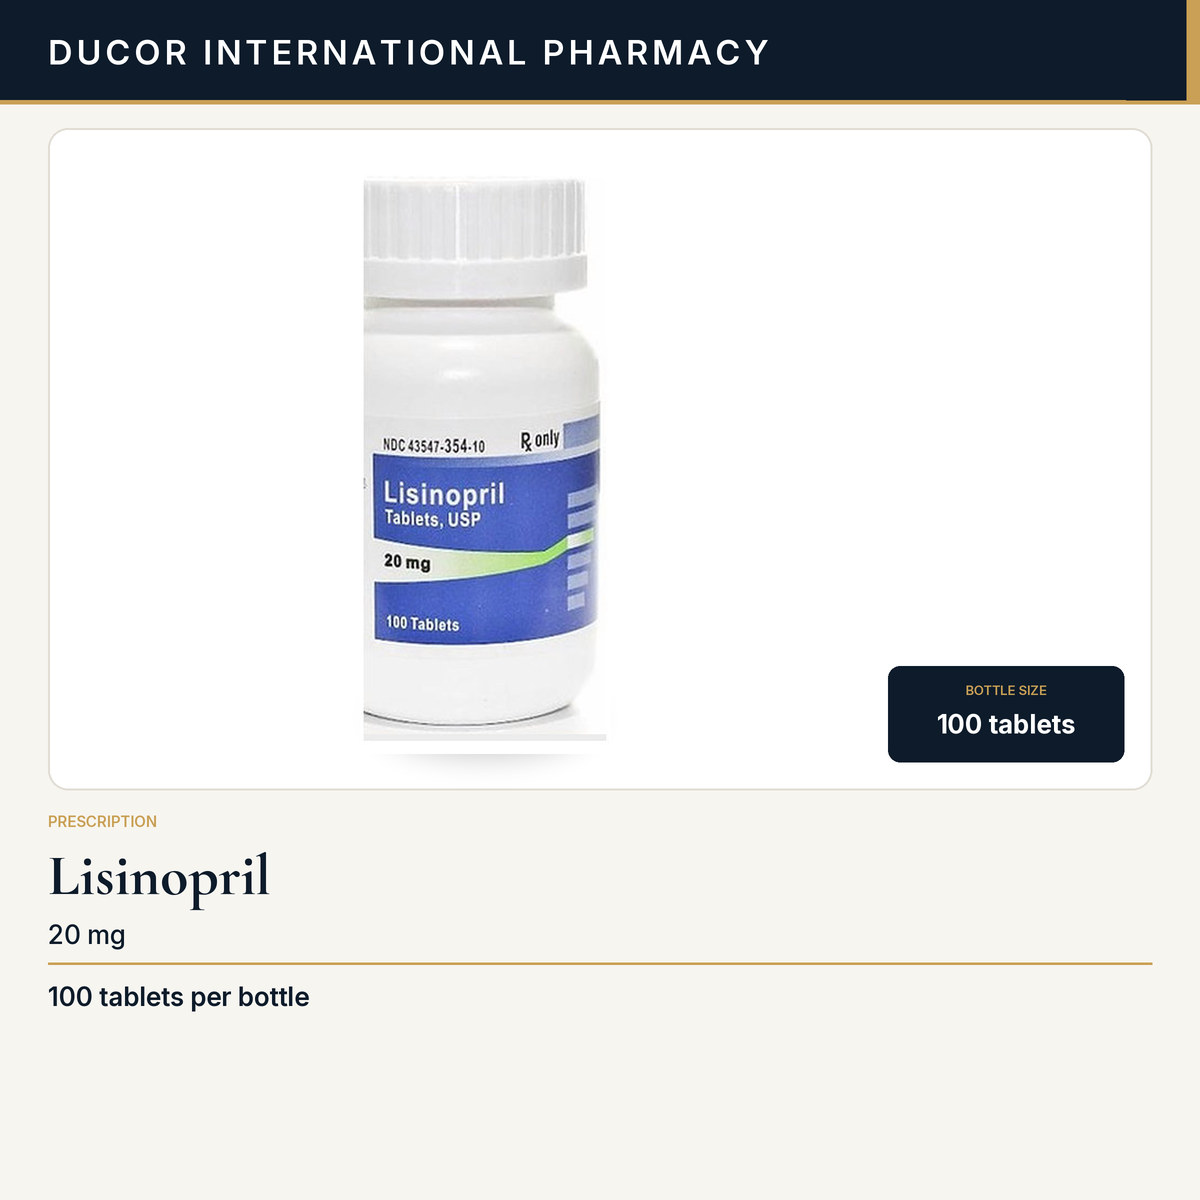 DUCOR INTERNATIONAL PHARMACY
NDC 43547-354-10
℞ only
Lisinopril
Tablets, USP
20 mg
100 Tablets
BOTTLE SIZE
100 tablets
PRESCRIPTION
Lisinopril
20 mg
100 tablets per bottle